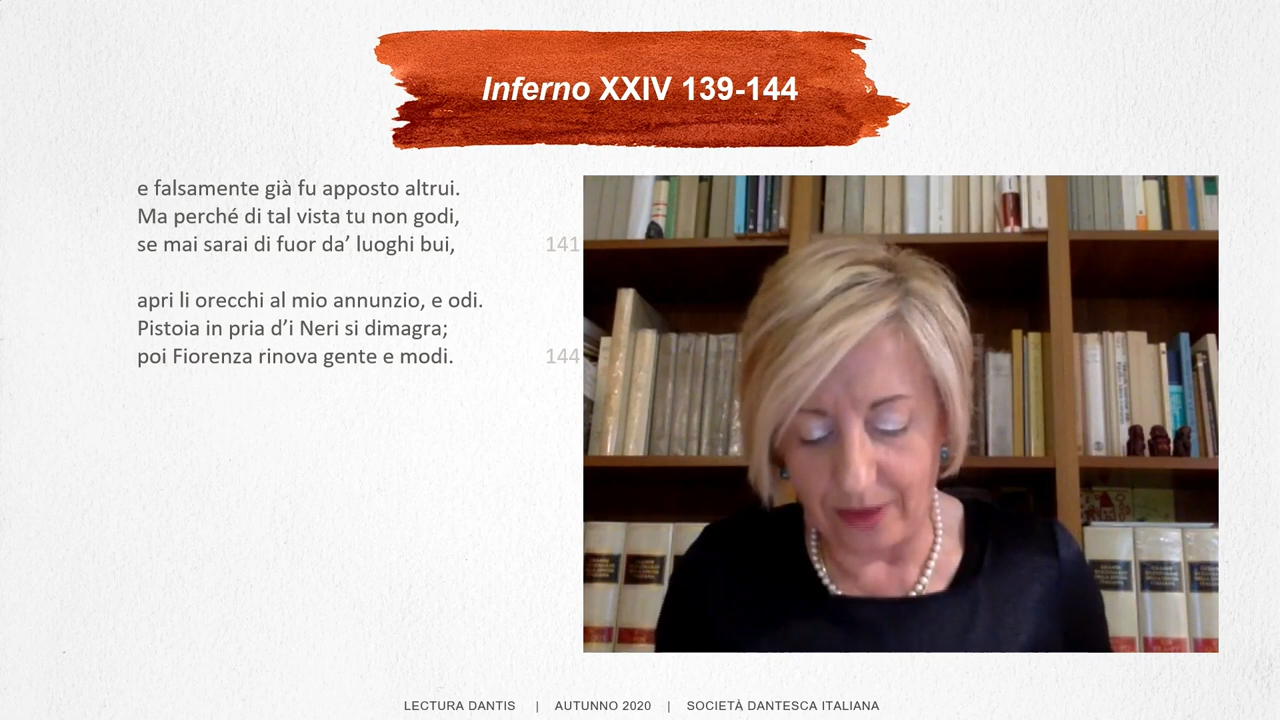 Inferno XXIV 139-144
e falsamente già fu apposto altrui.
Ma perché di tal vista tu non godi,
se mai sarai di fuor da’ luoghi bui, 141
apri li orecchi al mio annunzio, e odi.
Pistoia in pria d’i Neri si dimagra;
poi Fiorenza rinova gente e modi. 144
LECTURA DANTIS | AUTUNNO 2020 | SOCIETÀ DANTESCA ITALIANA